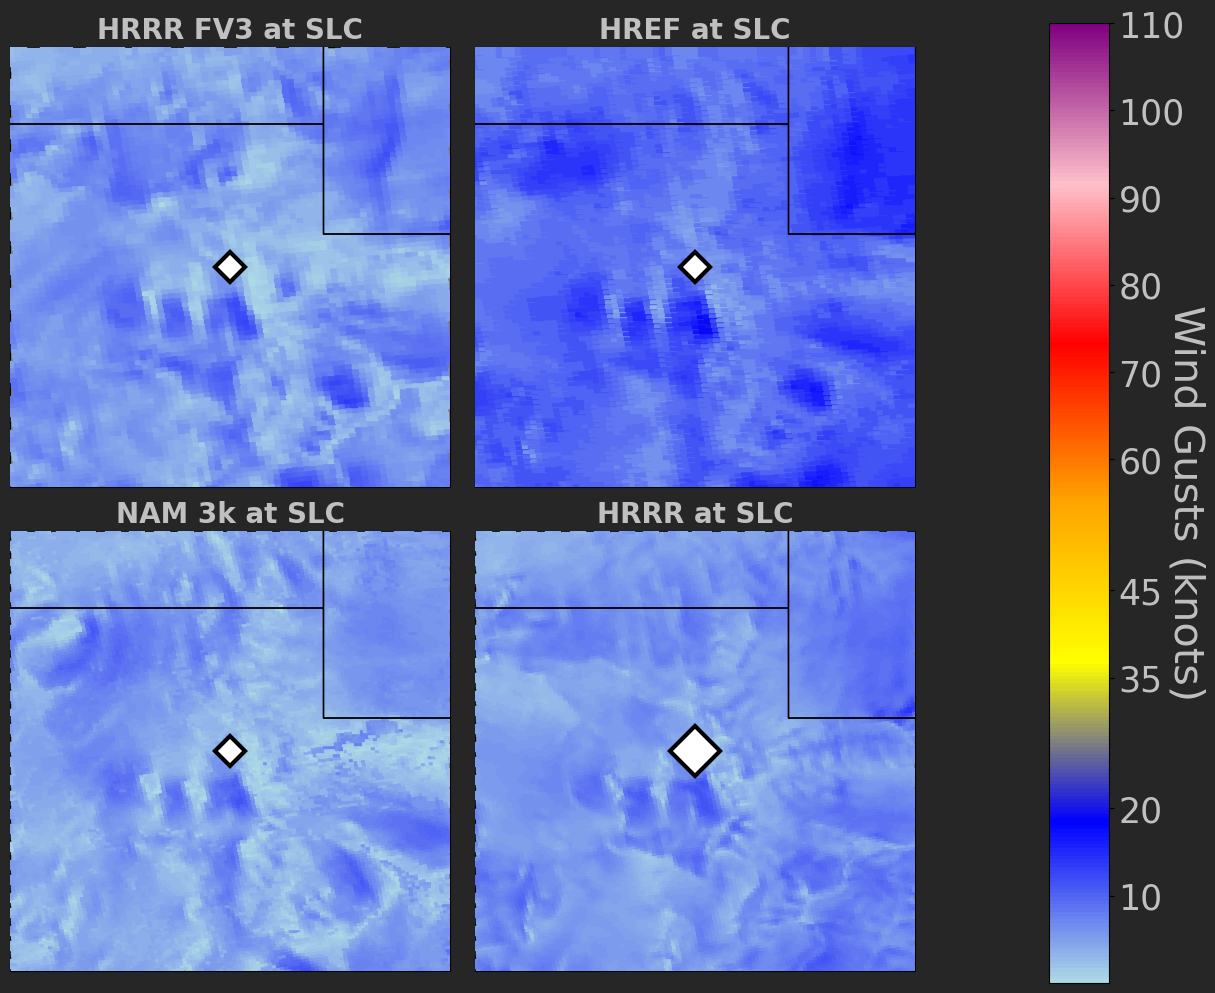 HRRR FV3 at SLC
HREF at SLC
NAM 3k at SLC
HRRR at SLC
110
100
90
80
70
60
45
35
20
10
Wind Gusts (knots)